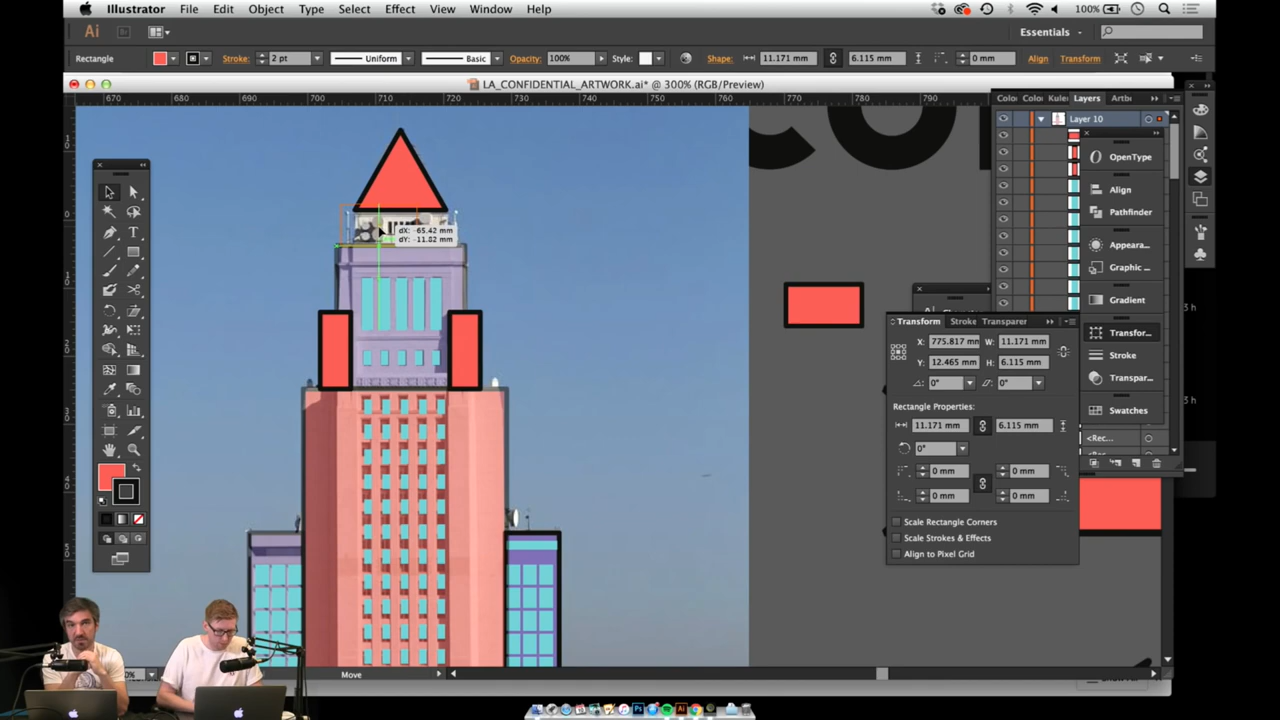 Illustrator File Edit Object Type Select Effect View Window Help 100%
Ai Essentials
Rectangle Stroke: 2 pt Uniform Basic Opacity: 100% Style: Shape: 11.171 mm 6.115 mm 0 mm Align Transform
LA_CONFIDENTIAL_ARTWORK.ai* @ 300% (RGB/Preview)
670 680 690 700 710 720 730 740 750 760 770 780 790
Colo Colo Kule Layers Artb
Layer 10
OpenType
Align
Pathfinder
Appeara...
Graphic ...
Gradient
Transfor...
Stroke
Transpar...
Swatches
<Rec...
dX: -65.42 mm
dY: -11.82 mm
Transform Stroke Transparer
X: 775.817 mm W: 11.171 mm
Y: 12.465 mm H: 6.115 mm
0° 0°
Rectangle Properties:
11.171 mm 6.115 mm
0°
0 mm 0 mm
0 mm 0 mm
Scale Rectangle Corners
Scale Strokes & Effects
Align to Pixel Grid
CO
Move